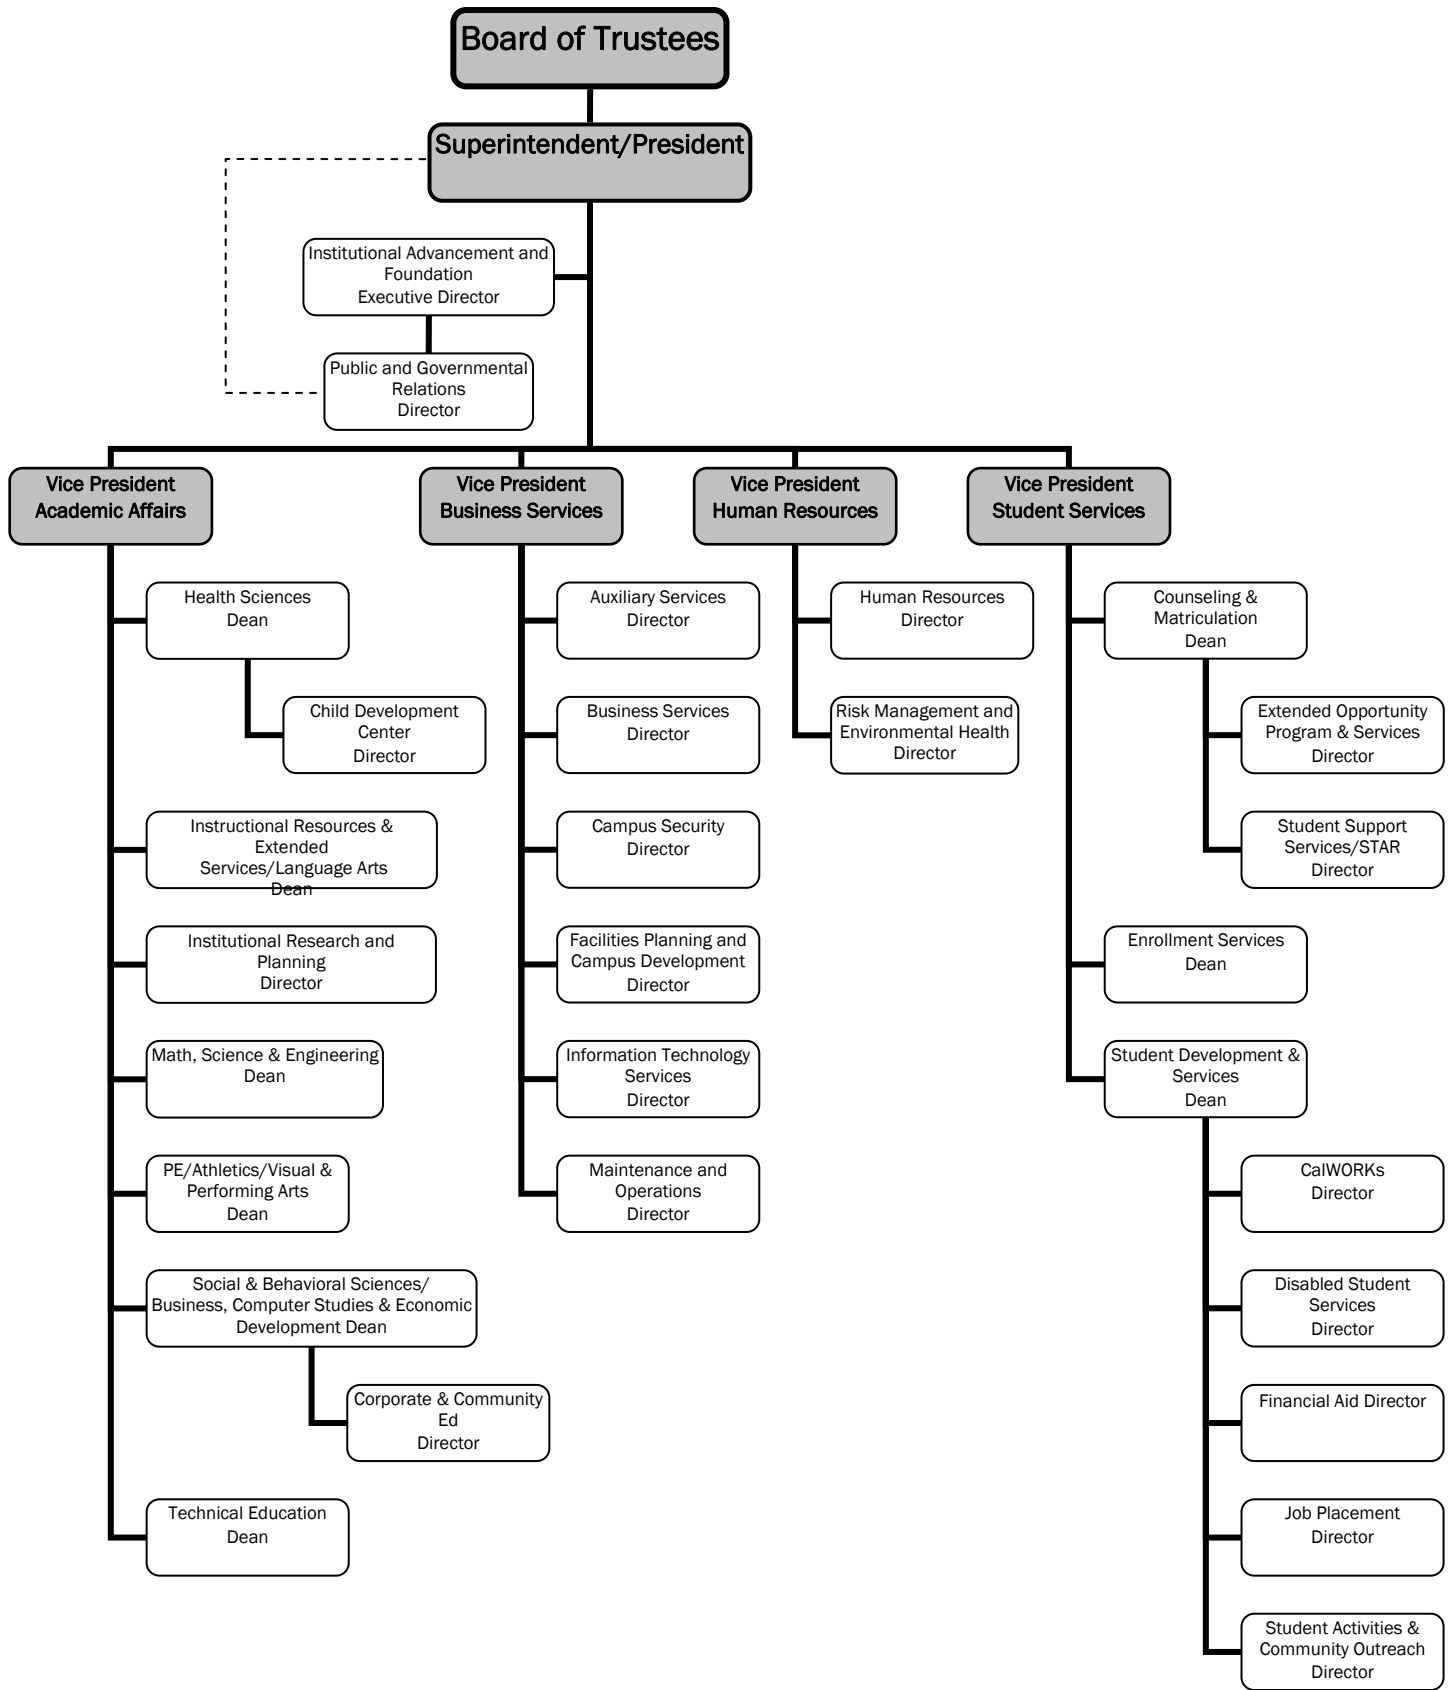 Board of Trustees
Superintendent/President
Institutional Advancement and
Foundation
Executive Director
Public and Governmental
Relations
Director
Vice President
Academic Affairs
Health Sciences
Dean
Child Development
Center
Director
Instructional Resources &
Extended
Services/Language Arts
Dean
Institutional Research and
Planning
Director
Math, Science & Engineering
Dean
PE/Athletics/Visual &
Performing Arts
Dean
Social & Behavioral Sciences/
Business, Computer Studies & Economic
Development Dean
Corporate & Community
Ed
Director
Technical Education
Dean
Vice President
Business Services
Auxiliary Services
Director
Business Services
Director
Campus Security
Director
Facilities Planning and
Campus Development
Director
Information Technology
Services
Director
Maintenance and
Operations
Director
Vice President
Human Resources
Human Resources
Director
Risk Management and
Environmental Health
Director
Vice President
Student Services
Counseling &
Matriculation
Dean
Extended Opportunity
Program & Services
Director
Student Support
Services/STAR
Director
Enrollment Services
Dean
Student Development &
Services
Dean
CalWORKs
Director
Disabled Student
Services
Director
Financial Aid Director
Job Placement
Director
Student Activities &
Community Outreach
Director